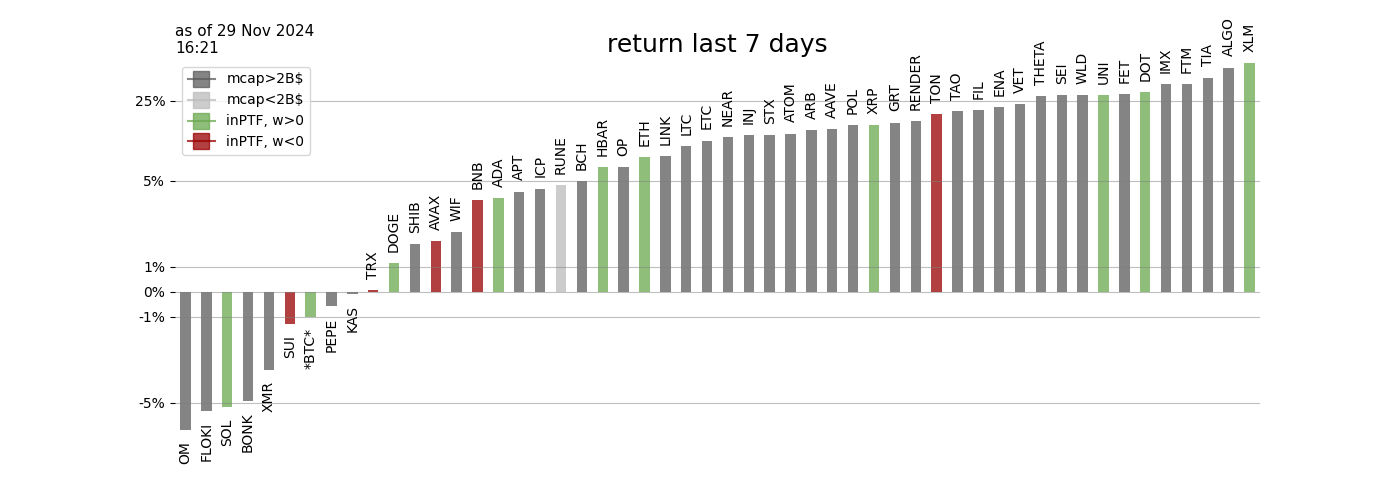 as of 29 Nov 2024
16:21
return last 7 days
mcap>2B$
mcap<2B$
inPTF, w>0
inPTF, w<0
25%
5%
1%
0%
-1%
-5%
OM
FLOKI
SOL
BONK
XMR
SUI
*BTC*
PEPE
KAS
TRX
DOGE
SHIB
AVAX
WIF
BNB
ADA
APT
ICP
RUNE
BCH
HBAR
OP
ETH
LINK
LTC
ETC
NEAR
INJ
STX
ATOM
ARB
AAVE
POL
XRP
GRT
RENDER
TON
TAO
FIL
ENA
VET
THETA
SEI
WLD
UNI
FET
DOT
IMX
FTM
TIA
ALGO
XLM